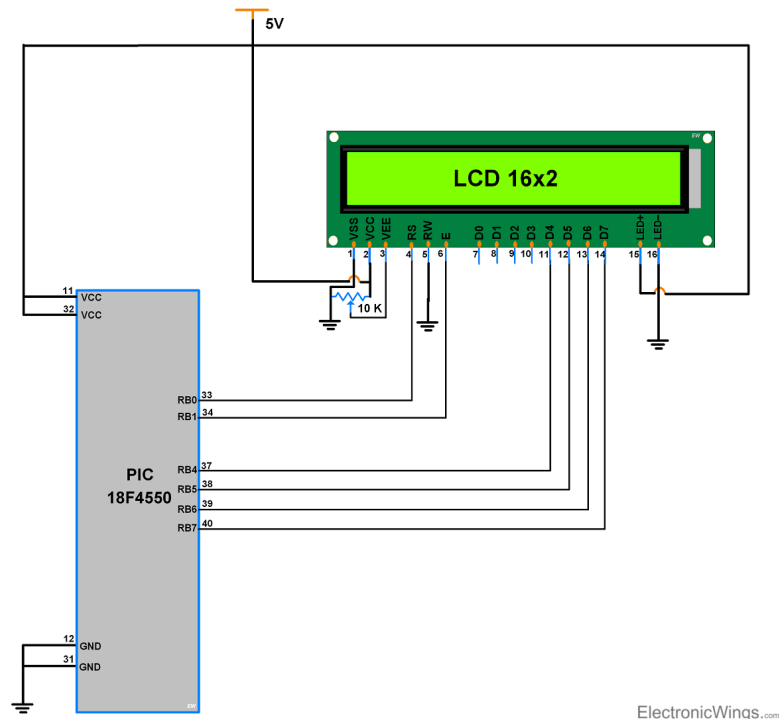 5V
EW
LCD 16x2
VSS VCC VEE RS RW E D0 D1 D2 D3 D4 D5 D6 D7 LED+ LED-
1 2 3 4 5 6 7 8 9 10 11 12 13 14 15 16
10 K
11 VCC
32 VCC
RB0 33
RB1 34
PIC
18F4550
RB4 37
RB5 38
RB6 39
RB7 40
12 GND
31 GND
EW
ElectronicWings.com